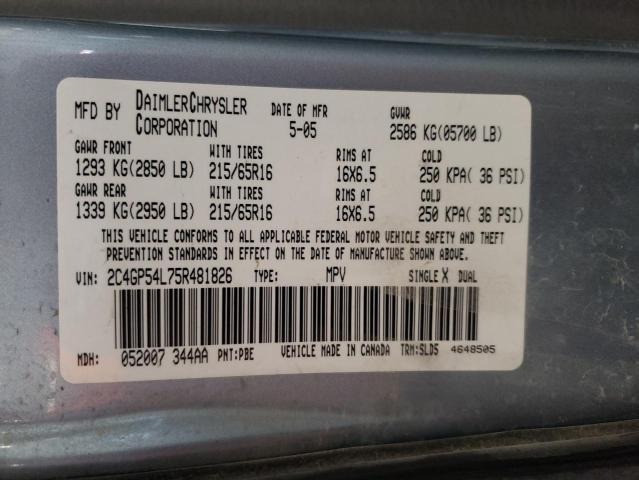 MFD BY DAIMLERCHRYSLER CORPORATION DATE OF MFR 5-05 GVWR 2586 KG(05700 LB)
GAWR FRONT WITH TIRES RIMS AT COLD
1293 KG(2850 LB) 215/65R16 16X6.5 250 KPA( 36 PSI)
GAWR REAR WITH TIRES RIMS AT COLD
1339 KG(2950 LB) 215/65R16 16X6.5 250 KPA( 36 PSI)
THIS VEHICLE CONFORMS TO ALL APPLICABLE FEDERAL MOTOR VEHICLE SAFETY AND THEFT
PREVENTION STANDARDS IN EFFECT ON THE DATE OF MANUFACTURE SHOWN ABOVE.
VIN: 2C4GP54L75R481826 TYPE: MPV SINGLE X DUAL
MDH: 052007 344AA PNT:PBE VEHICLE MADE IN CANADA TRM:SLDS 4648505